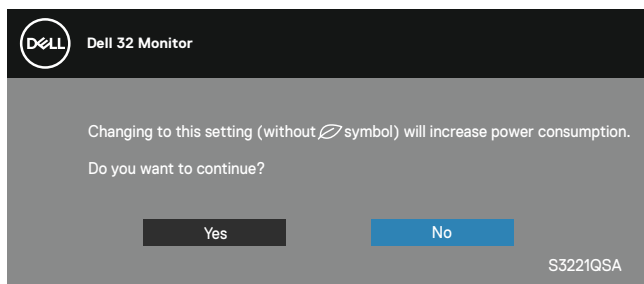 DELL
Dell 32 Monitor
Changing to this setting (without symbol) will increase power consumption.
Do you want to continue?
Yes
No
S3221QSA